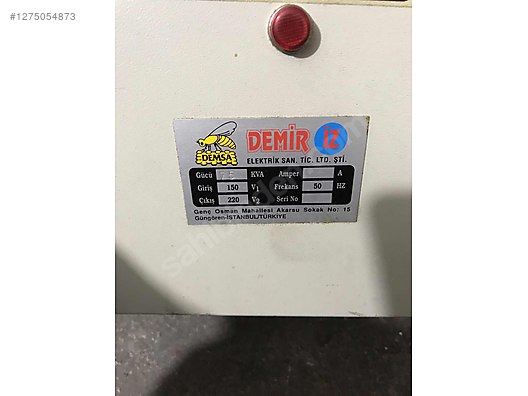 #1275054873
DEMSA
DEMİR İZ
ELEKTRİK SAN. TİC. LTD. ŞTİ.
Gücü KVA Amper A
Giriş 150 V1 Frekans 50 HZ
Çıkış 220 V2 Seri No
Genç Osman Mahallesi Akarsu Sokak No: 15
Güngören-İSTANBUL/TÜRKİYE